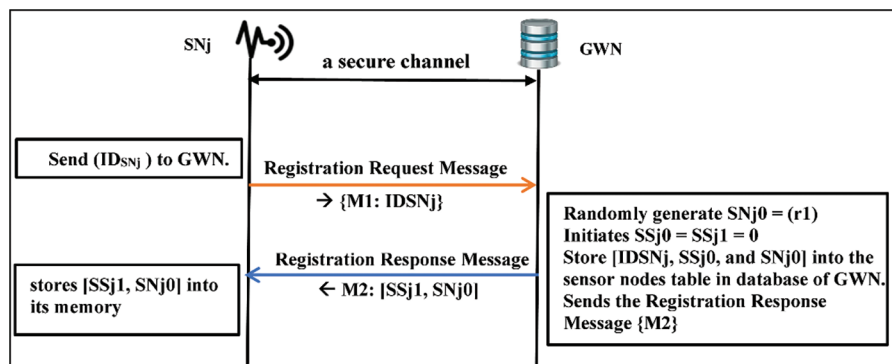 SNj
GWN
a secure channel
Send (IDSNj ) to GWN.
Registration Request Message
→ {M1: IDSNj}
Randomly generate SNj0 = (r1)
Initiates SSj0 = SSj1 = 0
Store [IDSNj, SSj0, and SNj0] into the
sensor nodes table in database of GWN.
Sends the Registration Response
Message {M2}
Registration Response Message
← M2: [SSj1, SNj0]
stores [SSj1, SNj0] into
its memory